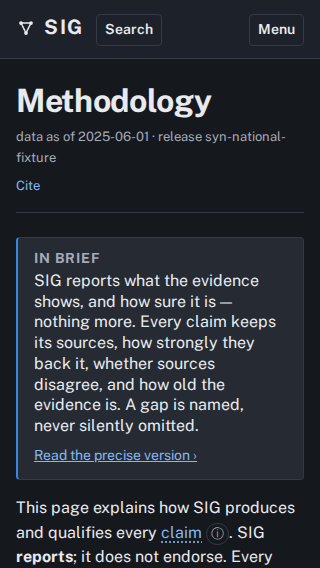 SIG Search Menu
Methodology
data as of 2025-06-01 · release syn-national-
fixture
Cite
IN BRIEF
SIG reports what the evidence
shows, and how sure it is —
nothing more. Every claim keeps
its sources, how strongly they
back it, whether sources
disagree, and how old the
evidence is. A gap is named,
never silently omitted.
Read the precise version ›
This page explains how SIG produces
and qualifies every claim ⓘ. SIG
reports; it does not endorse. Every